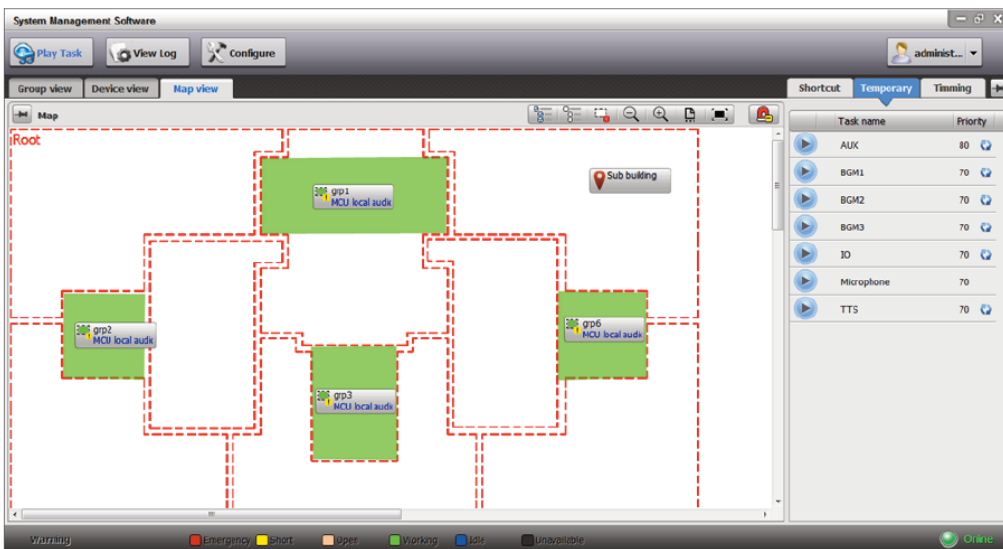 System Management Software
Play Task
View Log
Configure
administ...
Group view
Device view
Map view
Shortcut
Temporary
Timming
Map
Root
grp1
MCU local audi
Sub building
grp2
MCU local audi
grp6
MCU local audi
grp3
MCU local audi
Task name Priority
AUX 80
BGM1 70
BGM2 70
BGM3 70
IO 70
Microphone 70
TTS 70
Warning
Emergency
Short
Open
Working
Idle
Unavailable
Online